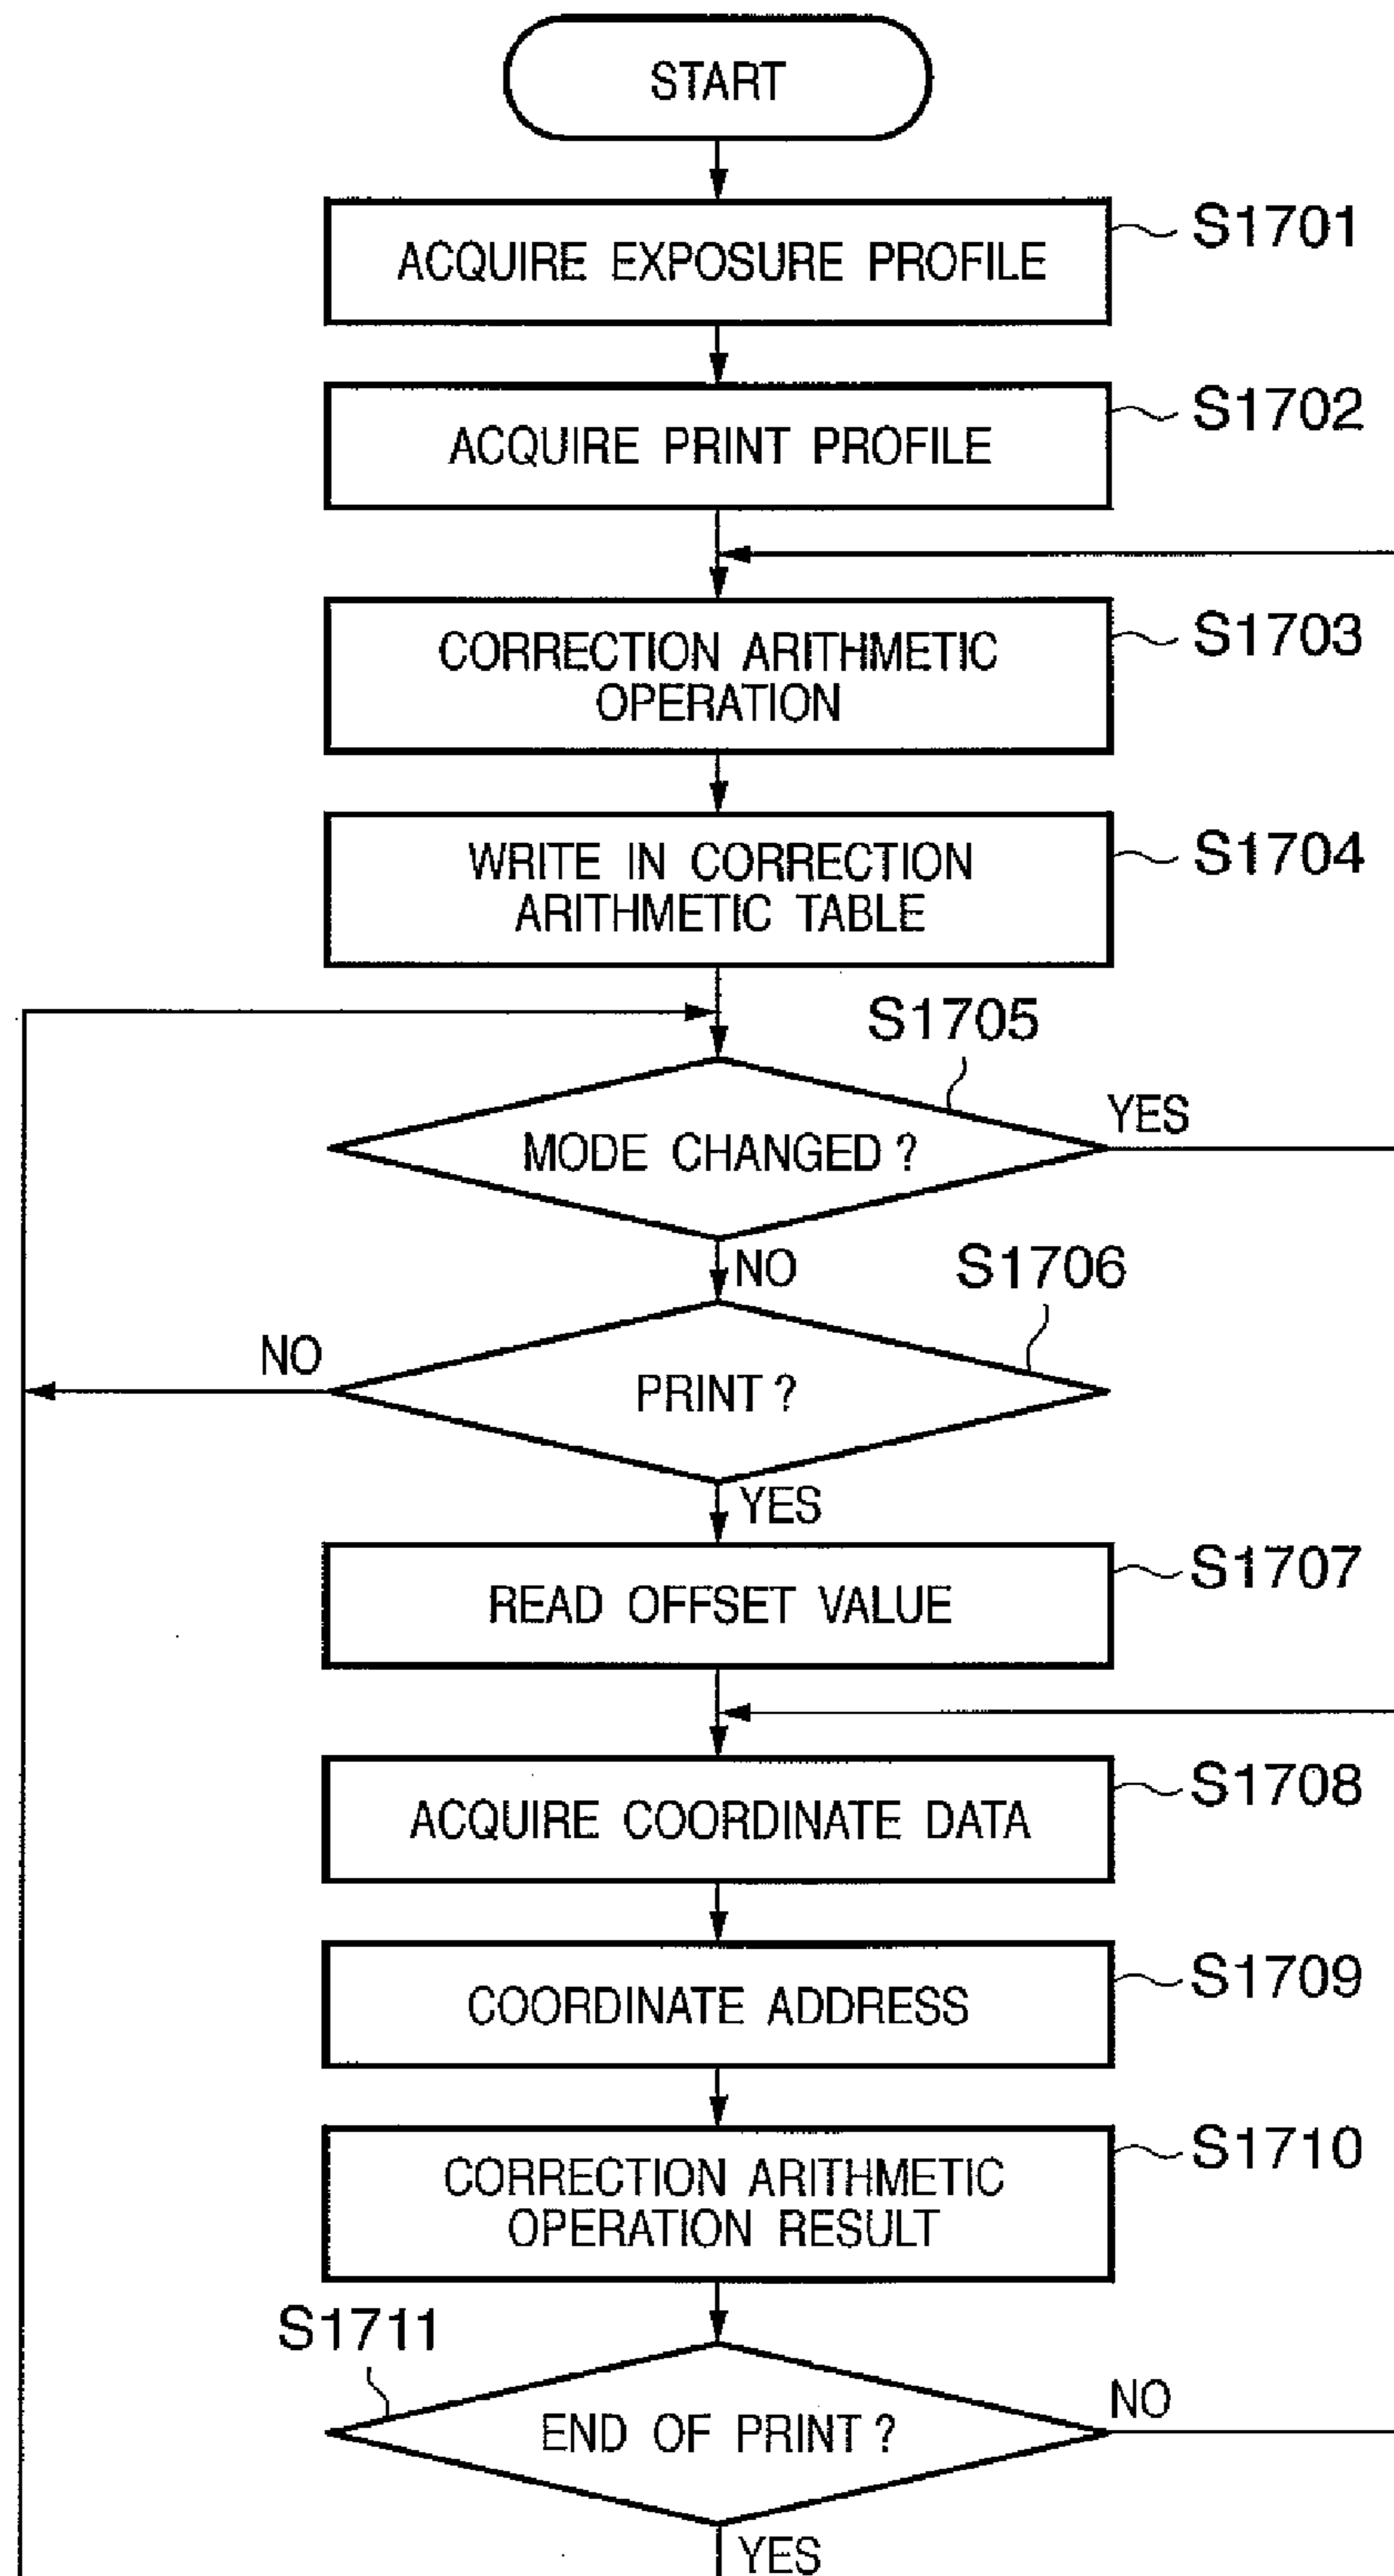 START
S1701
ACQUIRE EXPOSURE PROFILE
S1702
ACQUIRE PRINT PROFILE
S1703
CORRECTION ARITHMETIC
OPERATION
S1704
WRITE IN CORRECTION
ARITHMETIC TABLE
S1705
MODE CHANGED ?
YES
NO
S1706
PRINT ?
NO
YES
S1707
READ OFFSET VALUE
S1708
ACQUIRE COORDINATE DATA
S1709
COORDINATE ADDRESS
S1710
CORRECTION ARITHMETIC
OPERATION RESULT
S1711
END OF PRINT ?
NO
YES